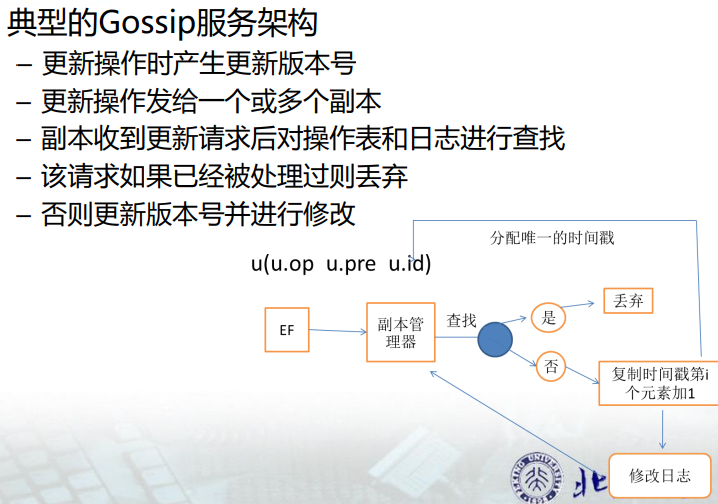 典型的Gossip服务架构
– 更新操作时产生更新版本号
– 更新操作发给一个或多个副本
– 副本收到更新请求后对操作表和日志进行查找
– 该请求如果已经被处理过则丢弃
– 否则更新版本号并进行修改
分配唯一的时间戳
u(u.op u.pre u.id)
EF
副本管
理器
查找
是
丢弃
否
复制时间戳第i
个元素加1
修改日志
北